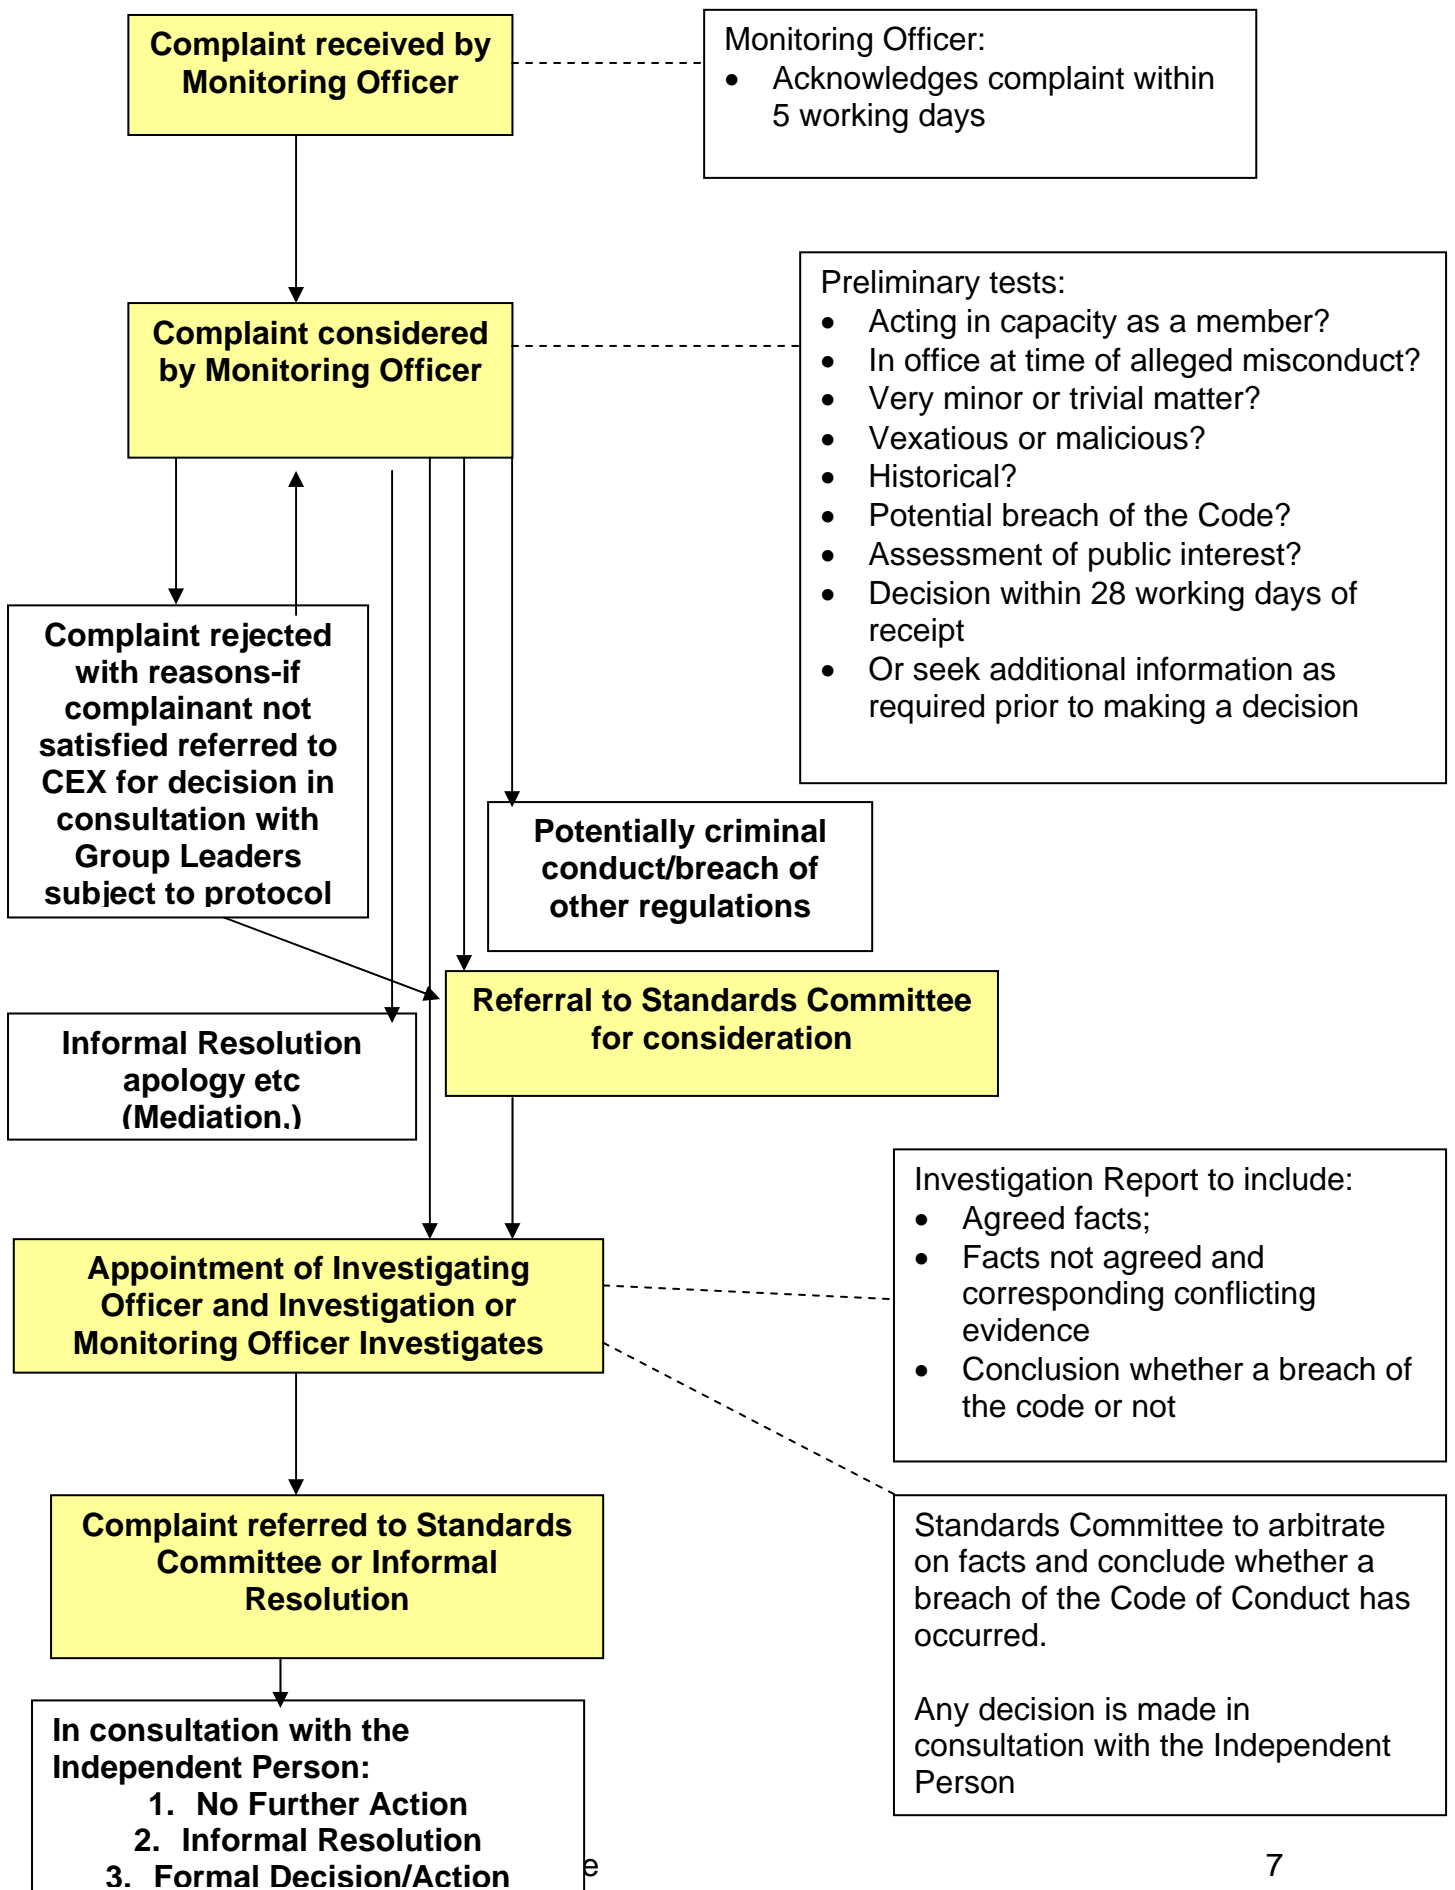 Complaint received by
Monitoring Officer
Monitoring Officer:
• Acknowledges complaint within
5 working days
Complaint considered
by Monitoring Officer
Preliminary tests:
• Acting in capacity as a member?
• In office at time of alleged misconduct?
• Very minor or trivial matter?
• Vexatious or malicious?
• Historical?
• Potential breach of the Code?
• Assessment of public interest?
• Decision within 28 working days of
receipt
• Or seek additional information as
required prior to making a decision
Complaint rejected
with reasons-if
complainant not
satisfied referred to
CEX for decision in
consultation with
Group Leaders
subject to protocol
Potentially criminal
conduct/breach of
other regulations
Referral to Standards Committee
for consideration
Informal Resolution
apology etc
(Mediation,)
Appointment of Investigating
Officer and Investigation or
Monitoring Officer Investigates
Investigation Report to include:
• Agreed facts;
• Facts not agreed and
corresponding conflicting
evidence
• Conclusion whether a breach of
the code or not
Complaint referred to Standards
Committee or Informal
Resolution
Standards Committee to arbitrate
on facts and conclude whether a
breach of the Code of Conduct has
occurred.
Any decision is made in
consultation with the Independent
Person
In consultation with the
Independent Person:
1. No Further Action
2. Informal Resolution
3. Formal Decision/Action
7